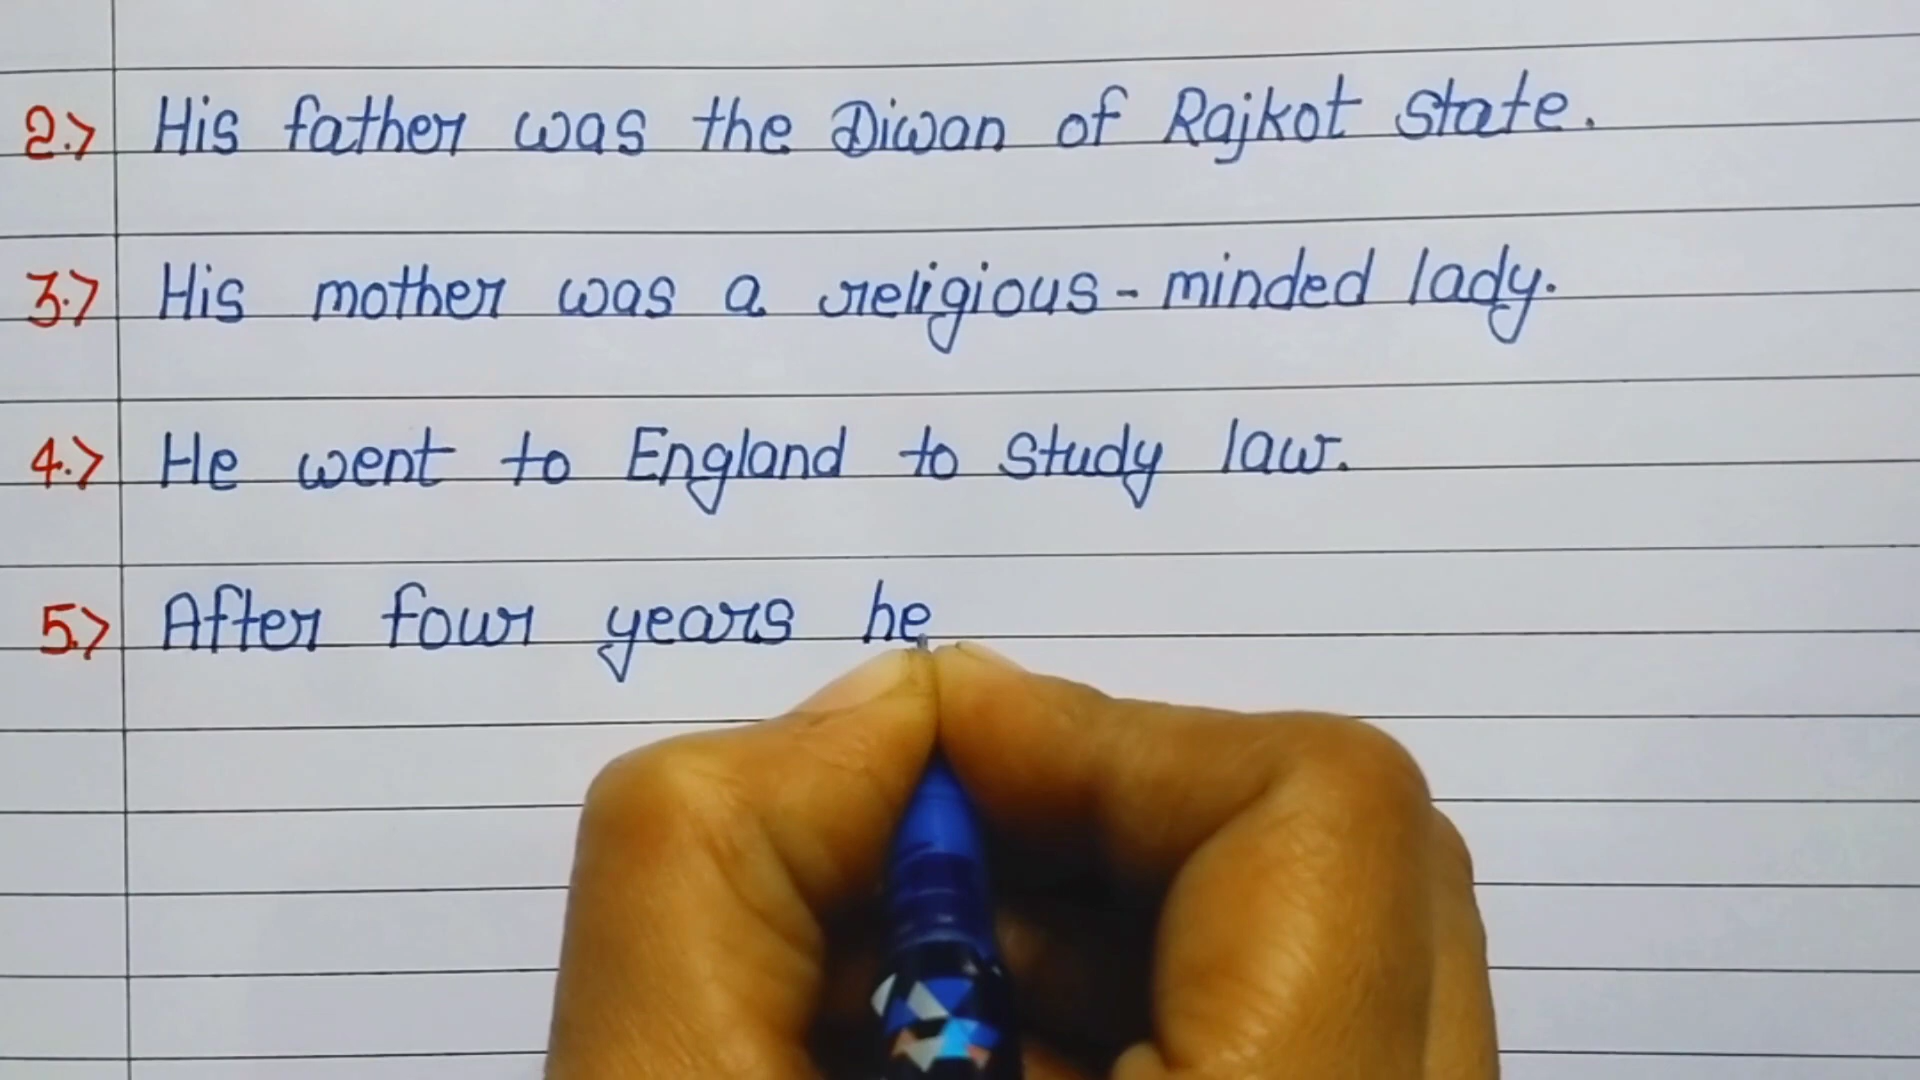 2.> His father was the Diwan of Rajkot state.
3.> His mother was a religious-minded lady.
4.> He went to England to study law.
5.> After four years he